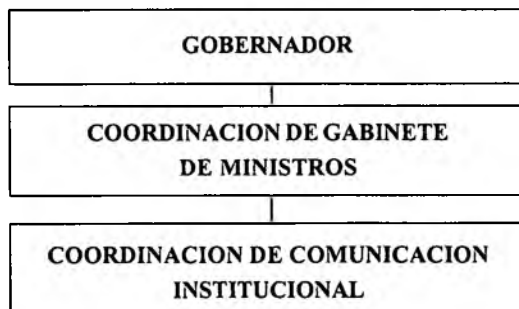 GOBERNADOR
COORDINACION DE GABINETE
DE MINISTROS
COORDINACION DE COMUNICACION
INSTITUCIONAL